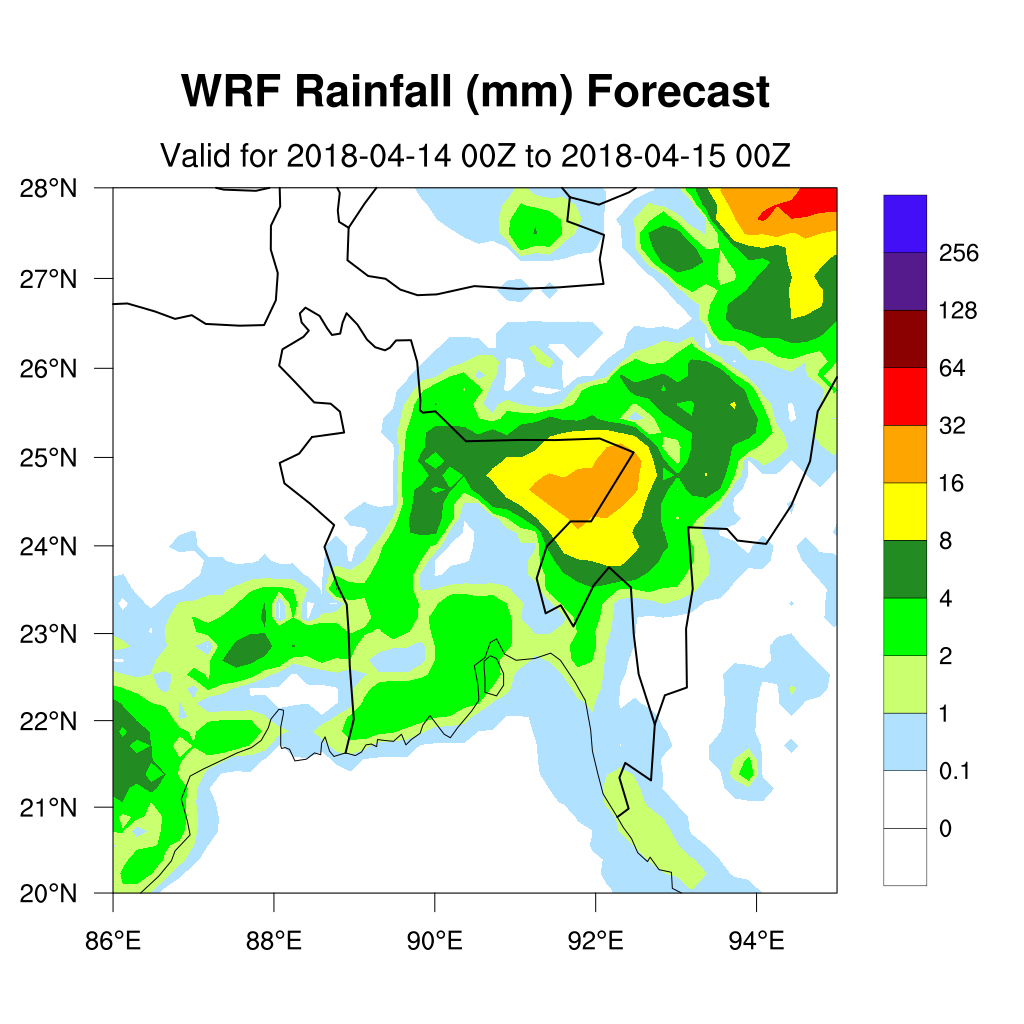 WRF Rainfall (mm) Forecast
Valid for 2018-04-14 00Z to 2018-04-15 00Z
28°N
27°N
26°N
25°N
24°N
23°N
22°N
21°N
20°N
86°E
88°E
90°E
92°E
94°E
256
128
64
32
16
8
4
2
1
0.1
0